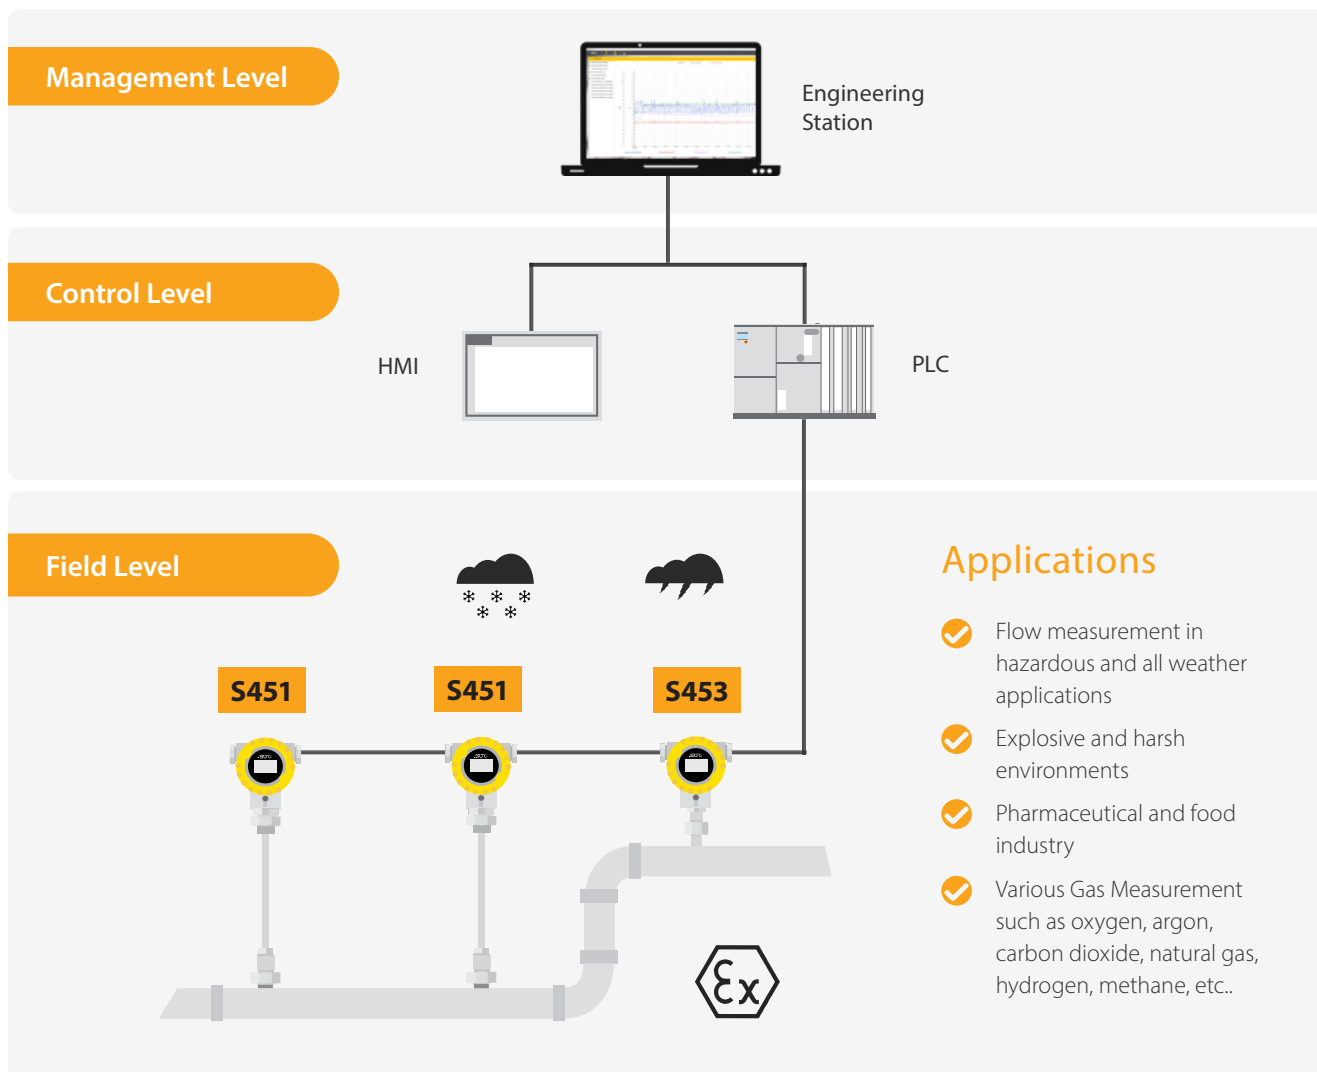 Management Level
Engineering
Station
Control Level
HMI
PLC
Field Level
Applications
Flow measurement in
hazardous and all weather
applications
Explosive and harsh
environments
Pharmaceutical and food
industry
Various Gas Measurement
such as oxygen, argon,
carbon dioxide, natural gas,
hydrogen, methane, etc..
S451
S451
S453
Ex